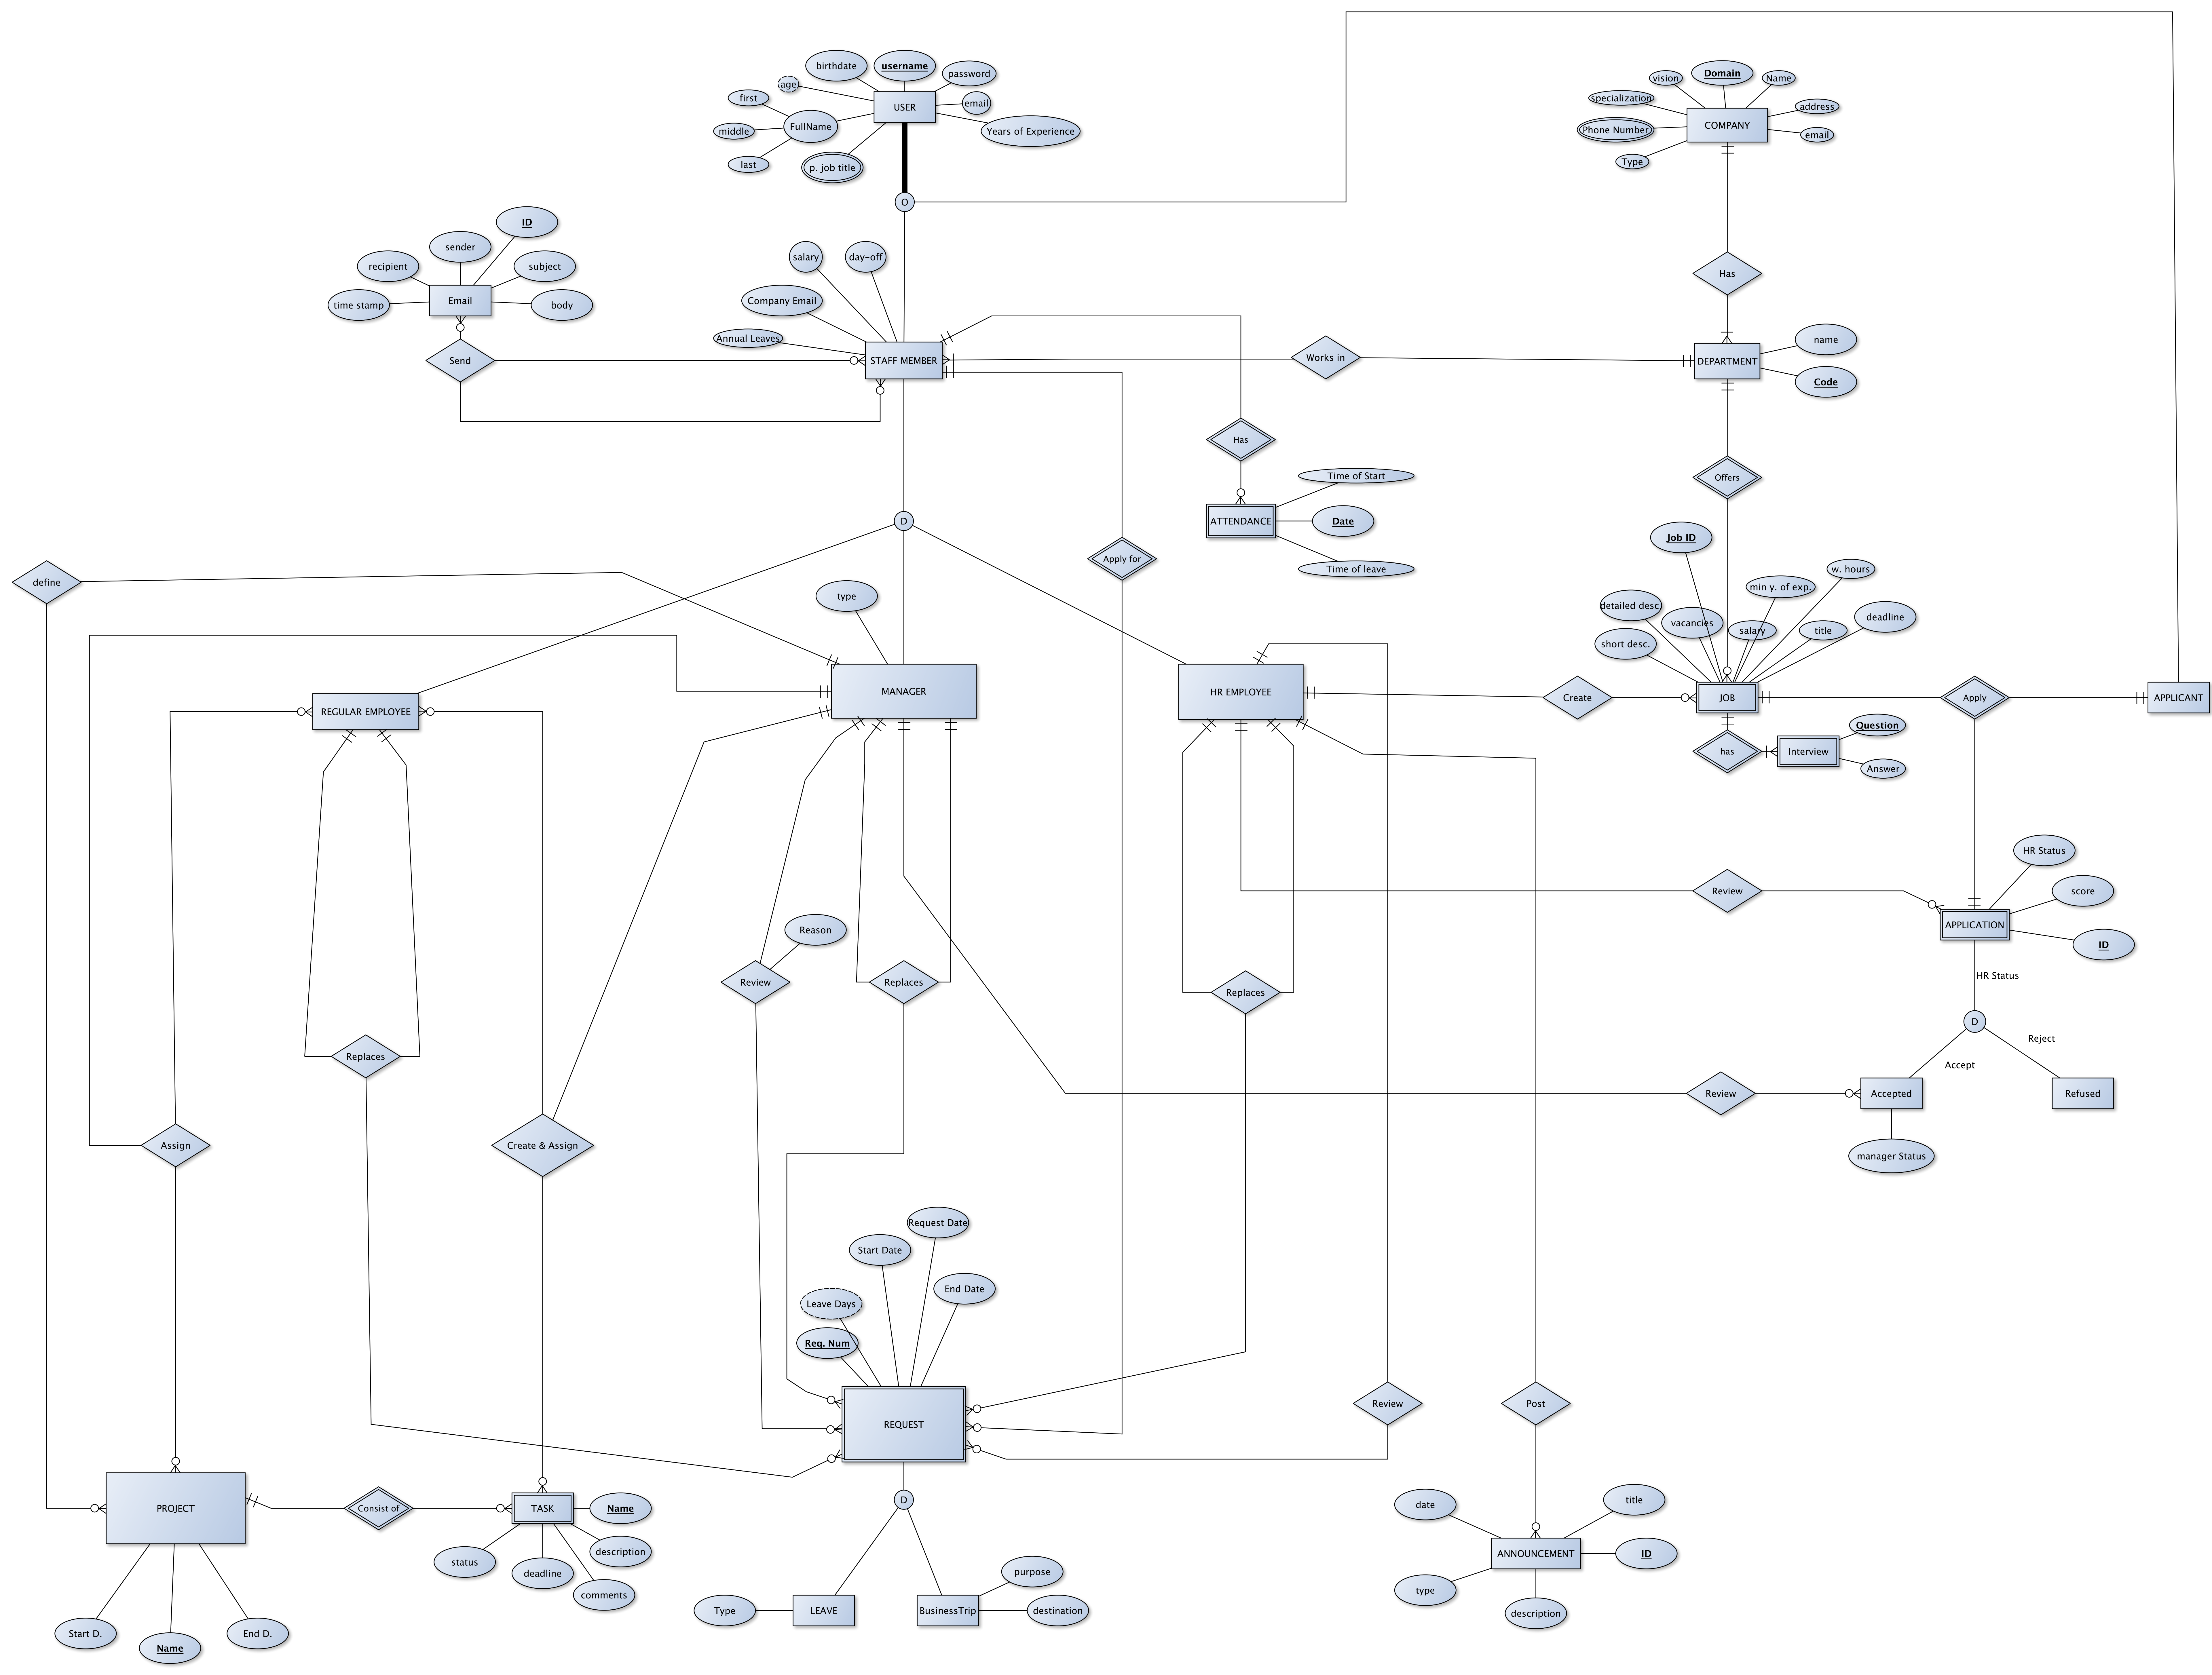 birthdate
username
password
age
email
first
USER
FullName
middle
Years of Experience
last
p. job title
O
vision
Domain
Name
specialization
address
COMPANY
Phone Number
email
Type
Has
ID
sender
recipient
subject
time stamp
Email
body
Send
salary
day-off
Company Email
Annual Leaves
STAFF MEMBER
Works in
DEPARTMENT
name
Code
Has
Time of Start
ATTENDANCE
Date
Time of leave
Offers
D
Apply for
define
type
MANAGER
HR EMPLOYEE
REGULAR EMPLOYEE
Job ID
min y. of exp.
w. hours
detailed desc.
vacancies
salary
title
deadline
short desc.
Create
JOB
Apply
APPLICANT
has
Interview
Question
Answer
HR Status
Review
score
APPLICATION
ID
HR Status
D
Reject
Accept
Review
Accepted
Refused
manager Status
Reason
Review
Replaces
Replaces
Replaces
Assign
Create & Assign
Request Date
Start Date
End Date
Leave Days
Req. Num
REQUEST
Review
Post
D
PROJECT
Consist of
TASK
Name
status
description
deadline
comments
Start D.
Name
End D.
Type
LEAVE
BusinessTrip
purpose
destination
date
title
ANNOUNCEMENT
ID
type
description